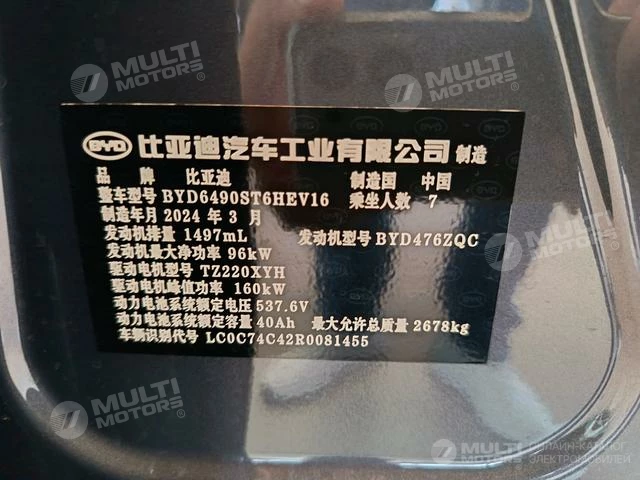 MULTI MOTORS
MULTI MOTORS
BYD 比亚迪汽车工业有限公司 制造
品 牌 比亚迪 制造国 中国
整车型号 BYD6490ST6HEV16 乘坐人数 7
制造年月 2024 年 3 月
发动机排量 1497mL 发动机型号 BYD476ZQC
发动机最大净功率 96kW
驱动电机型号 TZ220XYH
驱动电机峰值功率 160kW
动力电池系统额定电压 537.6V
动力电池系统额定容量 40Ah 最大允许总质量 2678kg
车辆识别代号 LC0C74C42R0081455
MULTI MOTORS
MULTI MOTORS
MULTI
ОНЛАЙН-КАТАЛОГ
ЭЛЕКТРОМОБИЛЕЙ